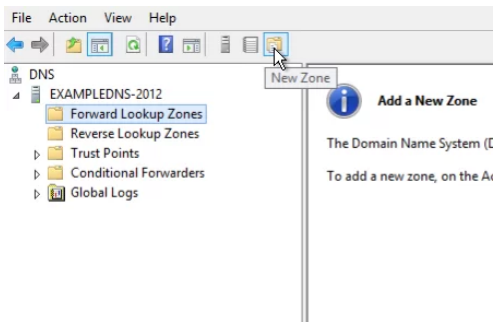 File Action View Help
New Zone
DNS
EXAMPLEDNS-2012
Forward Lookup Zones
Reverse Lookup Zones
Trust Points
Conditional Forwarders
Global Logs
Add a New Zone
The Domain Name System (D
To add a new zone, on the Ac